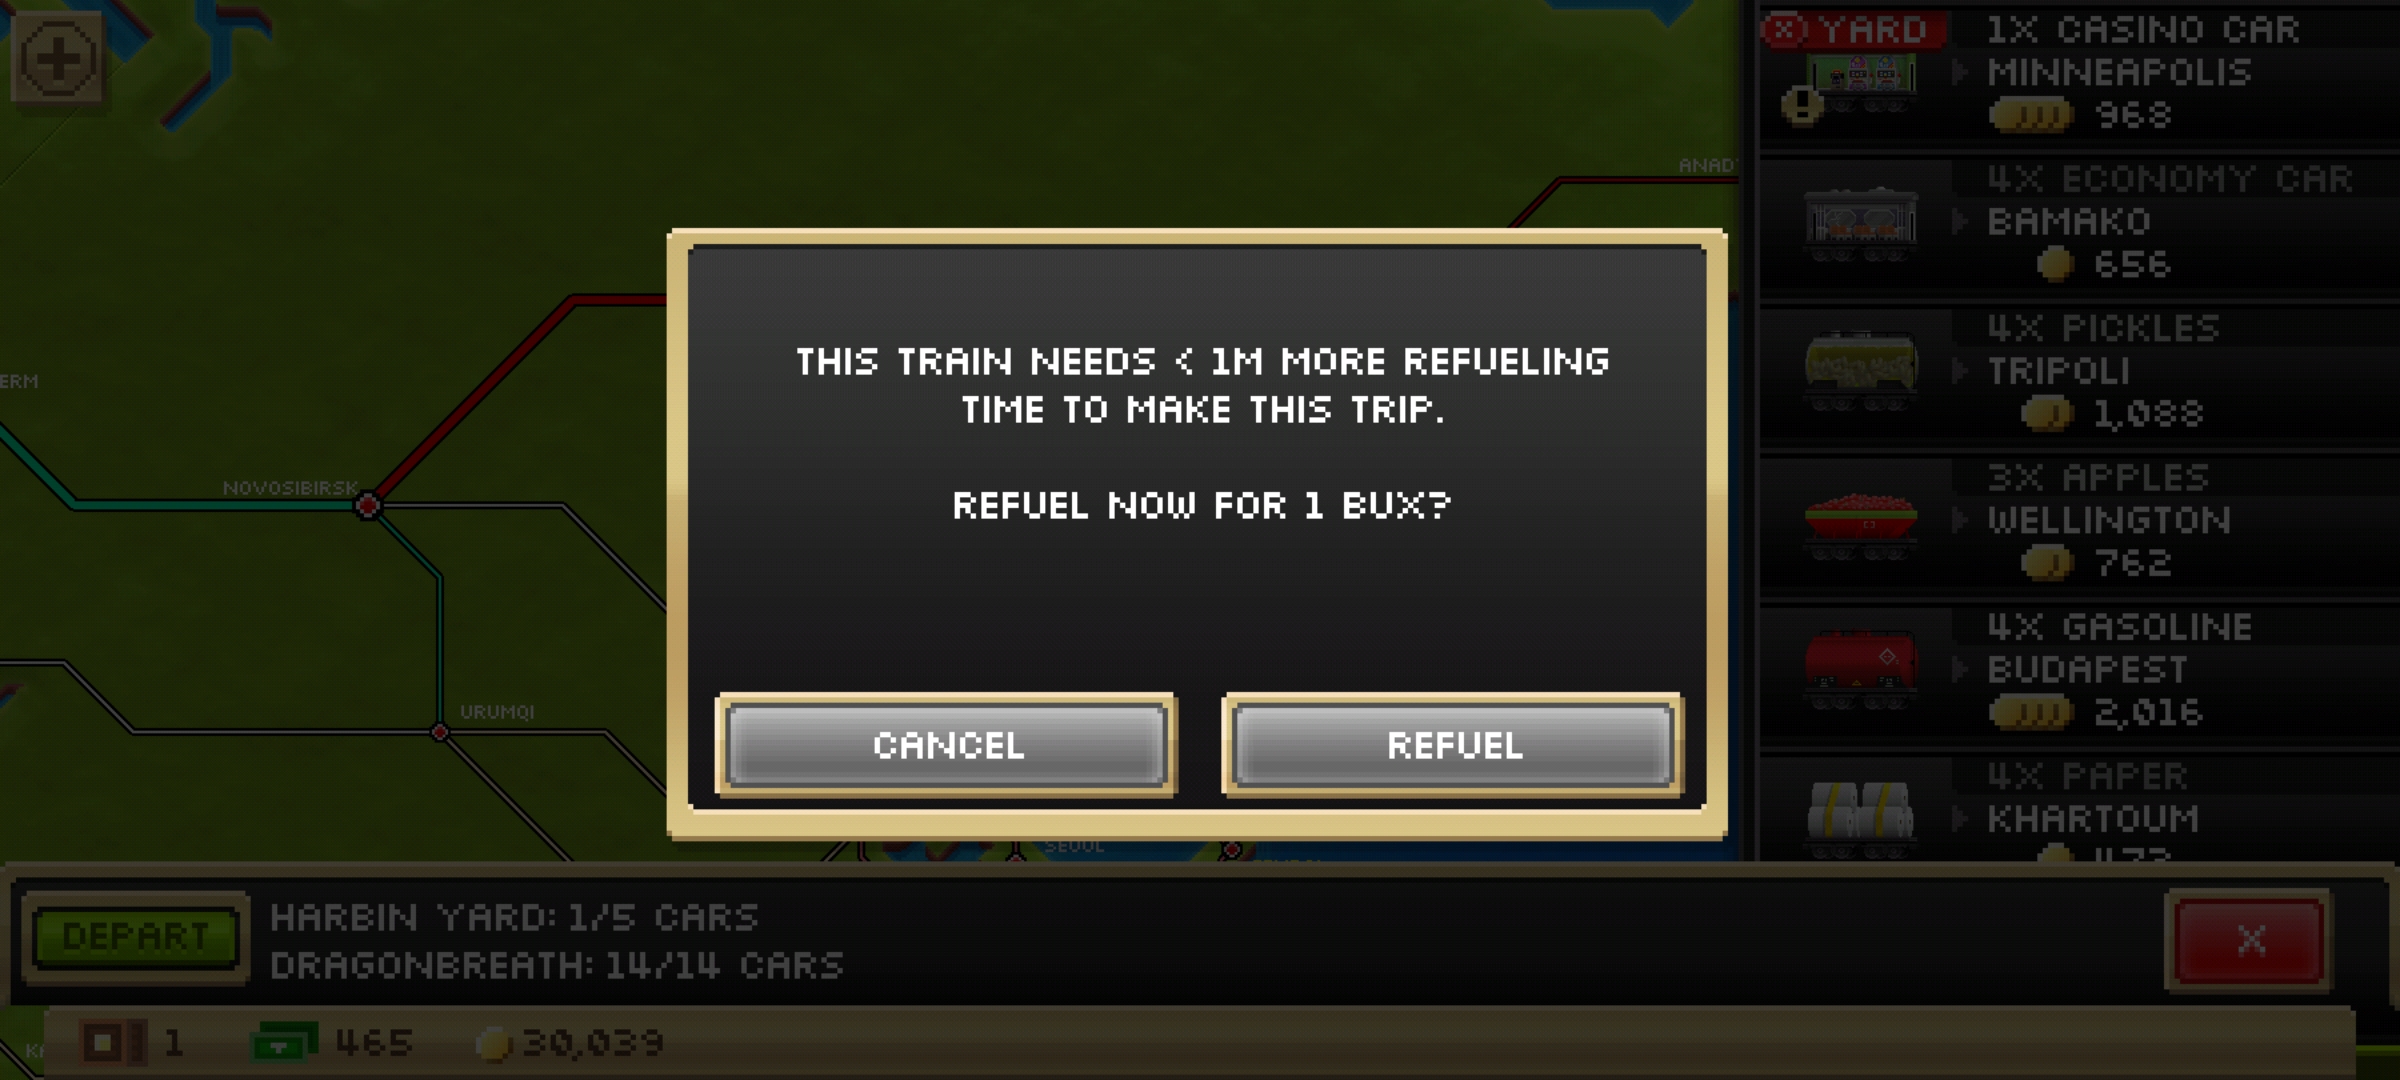 YARD
1X CASINO CAR
MINNEAPOLIS
968
4X ECONOMY CAR
BAMAKO
656
4X PICKLES
TRIPOLI
1,088
3X APPLES
WELLINGTON
762
4X GASOLINE
BUDAPEST
2,016
4X PAPER
KHARTOUM
ANAD
ERM
NOVOSIBIRSK
URUMQI
SEOUL
THIS TRAIN NEEDS < 1M MORE REFUELING
TIME TO MAKE THIS TRIP.
REFUEL NOW FOR 1 BUX?
CANCEL
REFUEL
DEPART
HARBIN YARD: 1/5 CARS
DRAGONBREATH: 14/14 CARS
X
1
465
30,039